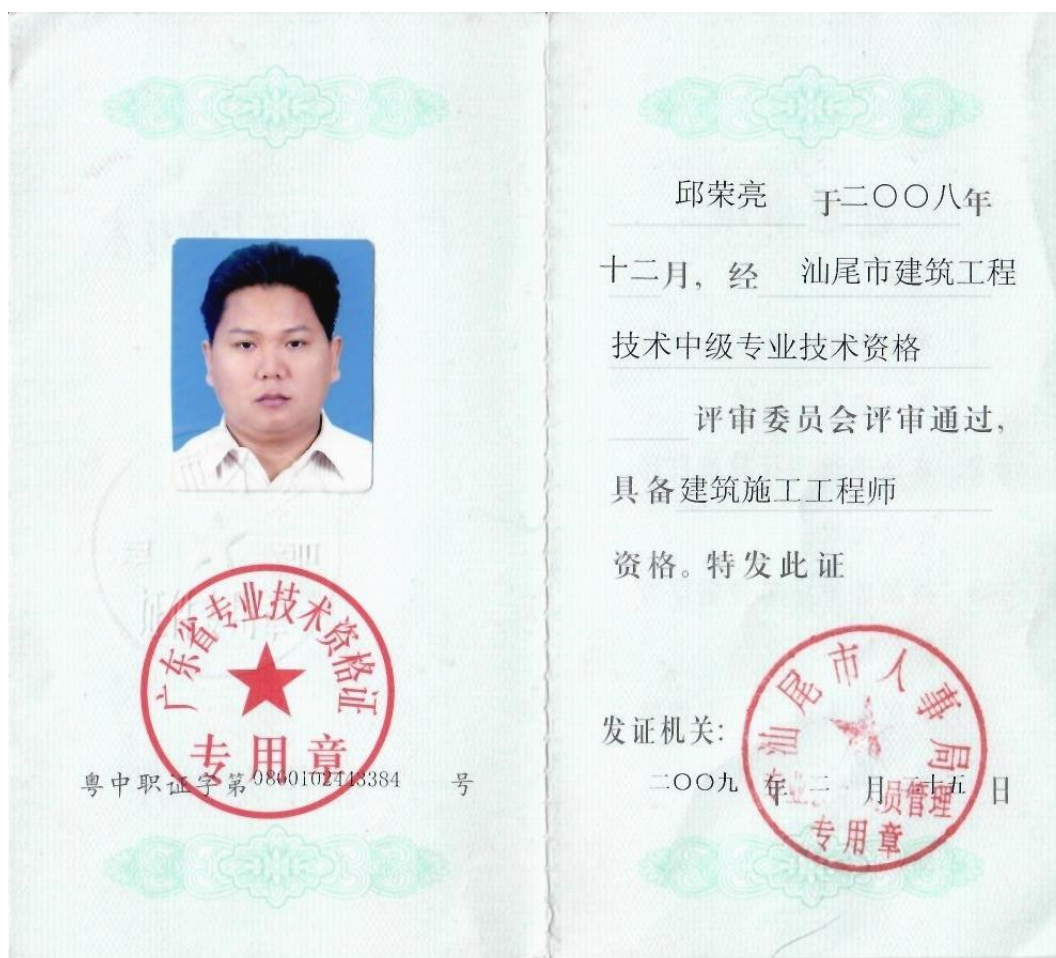 广东省专业技术资格证
专用章
粤中职证字第0800102443384号
邱荣亮 于二〇〇八年
十二月，经 汕尾市建筑工程
技术中级专业技术资格
评审委员会评审通过，
具备建筑施工工程师
资格。特发此证
汕尾市人事局
发证机关：
二〇〇九年二月二十五日
员管理
专用章